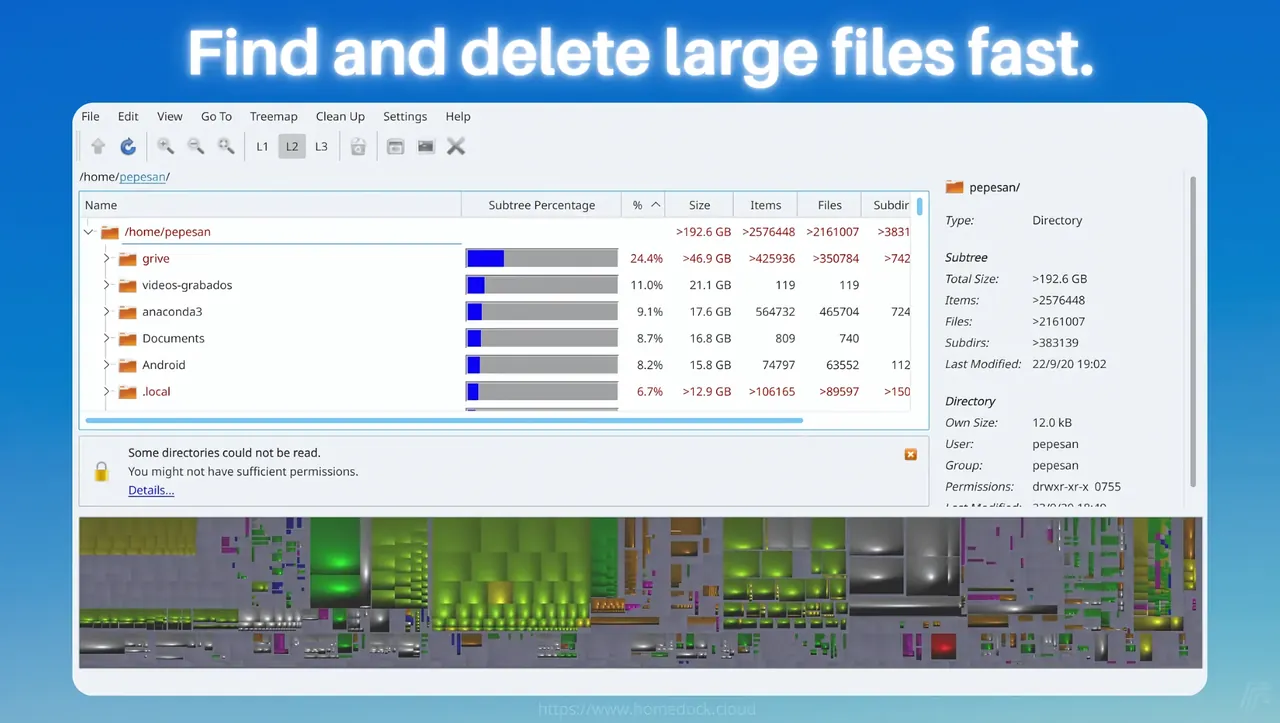 Find and delete large files fast.
File Edit View Go To Treemap Clean Up Settings Help
L1 L2 L3
/home/pepesan/
Name Subtree Percentage % Size Items Files Subdir
/home/pepesan >192.6 GB >2576448 >2161007 >3831
grive 24.4% >46.9 GB >425936 >350784 >742
videos-grabados 11.0% 21.1 GB 119 119
anaconda3 9.1% 17.6 GB 564732 465704 724
Documents 8.7% 16.8 GB 809 740
Android 8.2% 15.8 GB 74797 63552 112
.local 6.7% >12.9 GB >106165 >89597 >150
Some directories could not be read.
You might not have sufficient permissions.
Details...
pepesan/
Type: Directory
Subtree
Total Size: >192.6 GB
Items: >2576448
Files: >2161007
Subdirs: >383139
Last Modified: 22/9/20 19:02
Directory
Own Size: 12.0 kB
User: pepesan
Group: pepesan
Permissions: drwxr-xr-x 0755
Last Modified:
https://www.homeduck.cloud